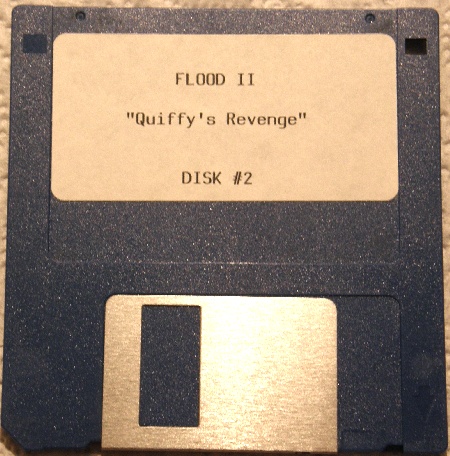 FLOOD II
"Quiffy's Revenge"
DISK #2